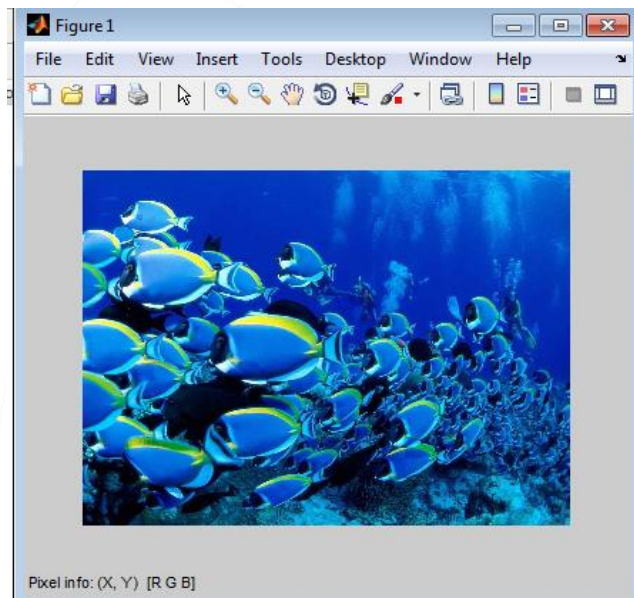 Figure 1
File Edit View Insert Tools Desktop Window Help
Pixel info: (X, Y) [R G B]